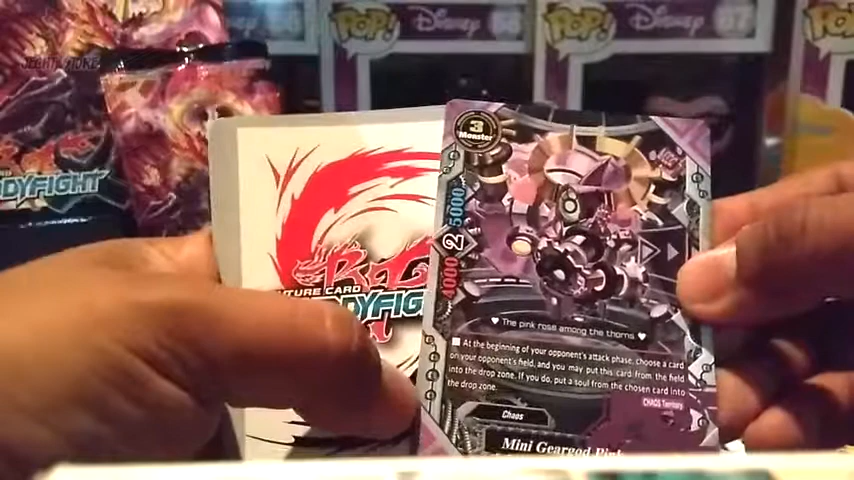 POP!
Disney
POP!
Disney
67
POP!
DYFIGHT
3
Monster
5000
2
4000
FUTURE CARD
DDYFIGH
♥ The pink rose among the thorns ♥
■ At the beginning of your opponent's attack phase, Choose a card
on your opponent's field, and you may put this card from the field
into the drop zone. If you do, put a soul from the chosen card into
the drop zone.
CHAOS Territory
Chaos
Mini Geargod